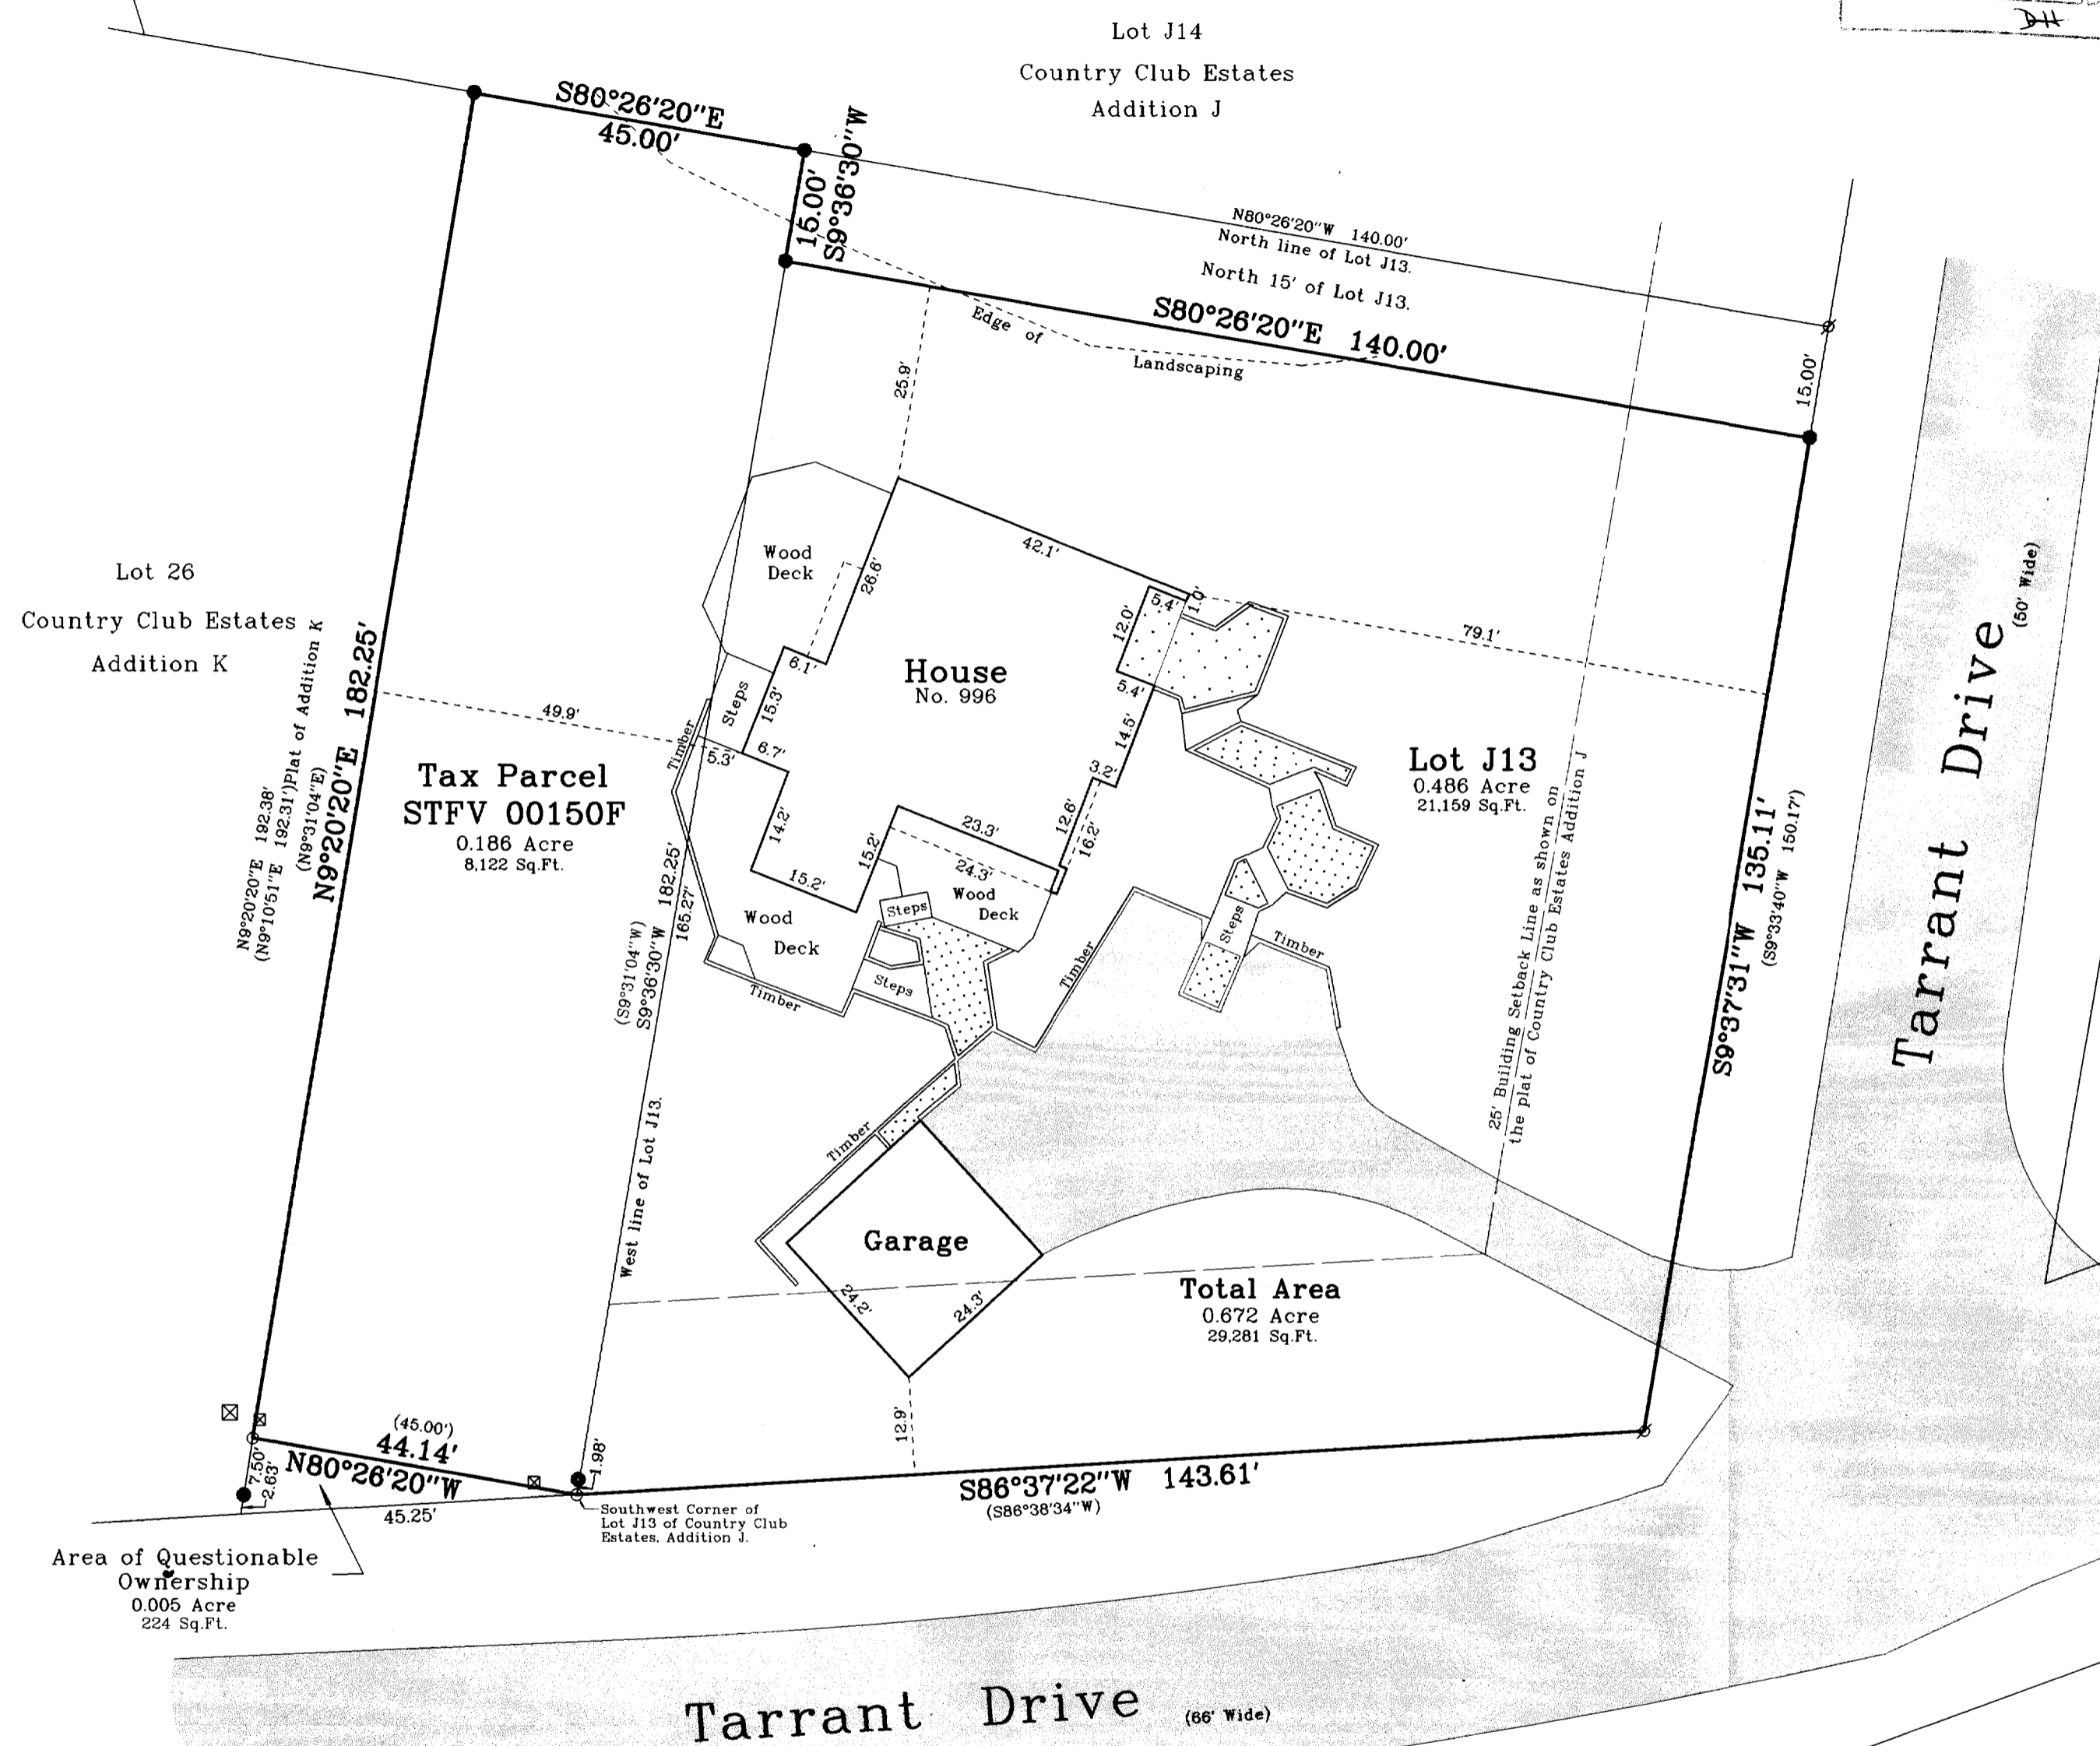 DH
Lot J14
Country Club Estates
Addition J
S80°26'20"E
45.00'
15.00'
S9°36'30"W
N80°26'20"W 140.00'
North line of Lot J13.
North 15' of Lot J13.
S80°26'20"E 140.00'
15.00'
Edge of
Landscaping
25.9'
Lot 26
Country Club Estates
Addition K
N9°20'20"E 192.38'
(N9°10'51"E 192.31')Plat of Addition K
(N9°31'04"E)
N9°20'20"E 182.25'
49.9'
Tax Parcel
STFV 00150F
0.186 Acre
8,122 Sq.Ft.
Wood
Deck
26.6'
42.1'
House
No. 996
6.1'
15.3'
Steps
Timber
5.3'
6.7'
14.2'
15.2'
15.2'
23.3'
24.3'
12.6'
16.2'
3.2'
14.5'
5.4'
12.0'
5.4'
1.0'
79.1'
Wood
Deck
Wood
Deck
Steps
Steps
Timber
Timber
Steps
Timber
Timber
Lot J13
0.486 Acre
21,159 Sq.Ft.
25' Building Setback Line as shown on
the plat of Country Club Estates Addition J
S9°37'31"W 135.11'
(S9°33'40"W 150.17')
Tarrant Drive
(50' Wide)
(S9°31'04"W)
S9°36'30"W 182.25'
165.27'
West line of Lot J13.
Garage
24.2'
24.3'
12.9'
Total Area
0.672 Acre
29,281 Sq.Ft.
(45.00')
44.14'
N80°26'20"W
7.50'
2.63'
45.25'
1.98'
Southwest Corner of
Lot J13 of Country Club
Estates, Addition J.
S86°37'22"W 143.61'
(S86°38'34"W)
Area of Questionable
Ownership
0.005 Acre
224 Sq.Ft.
Tarrant Drive
(66' Wide)